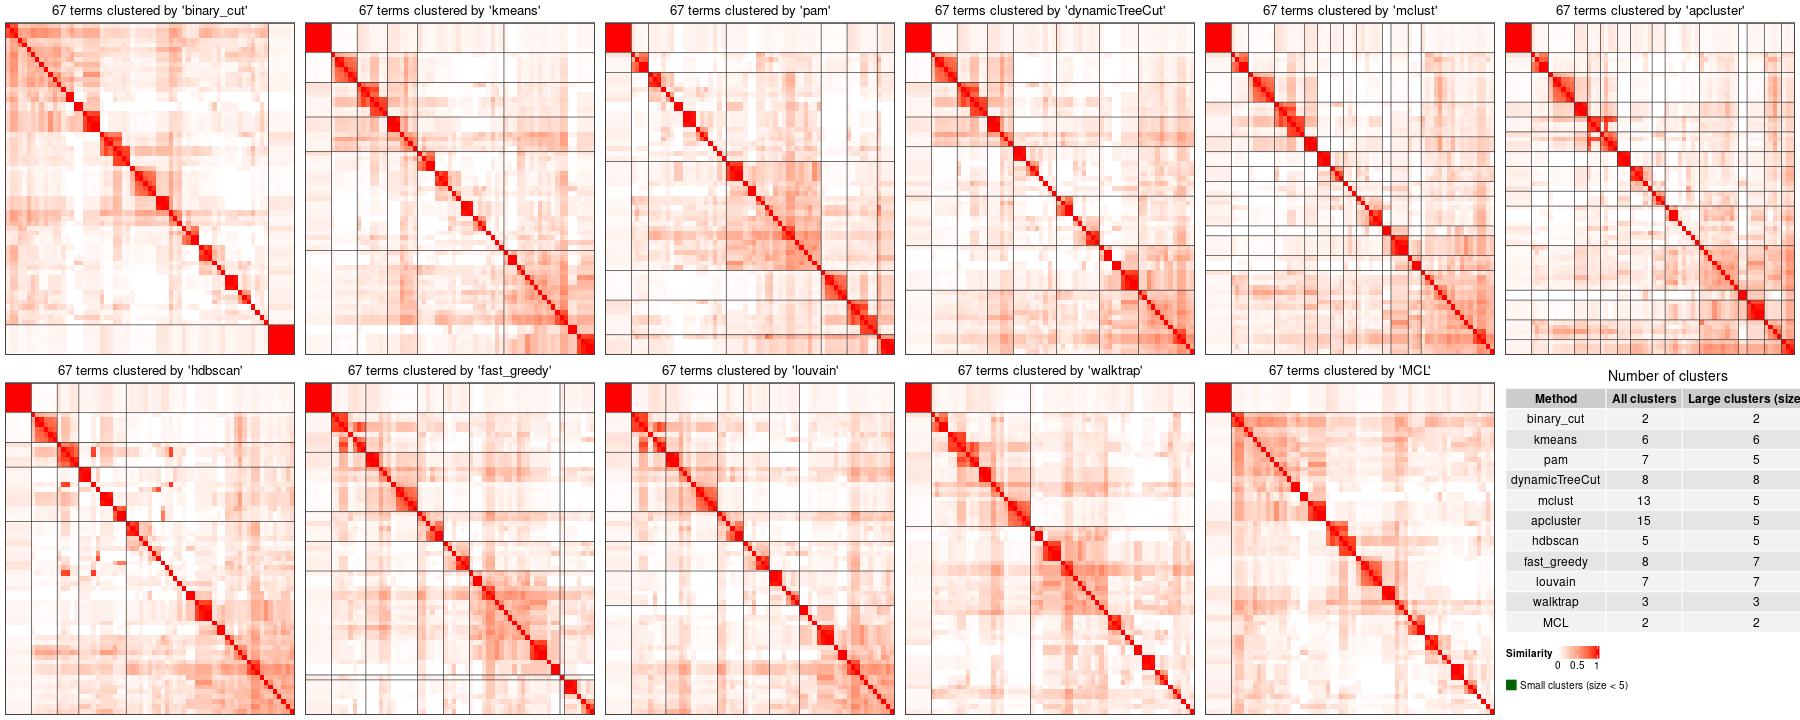 67 terms clustered by 'binary_cut'
67 terms clustered by 'kmeans'
67 terms clustered by 'pam'
67 terms clustered by 'dynamicTreeCut'
67 terms clustered by 'mclust'
67 terms clustered by 'apcluster'
67 terms clustered by 'hdbscan'
67 terms clustered by 'fast_greedy'
67 terms clustered by 'louvain'
67 terms clustered by 'walktrap'
67 terms clustered by 'MCL'
Number of clusters
Method All clusters Large clusters (size
binary_cut 2 2
kmeans 6 6
pam 7 5
dynamicTreeCut 8 8
mclust 13 5
apcluster 15 5
hdbscan 5 5
fast_greedy 8 7
louvain 7 7
walktrap 3 3
MCL 2 2
Similarity
0 0.5 1
Small clusters (size < 5)